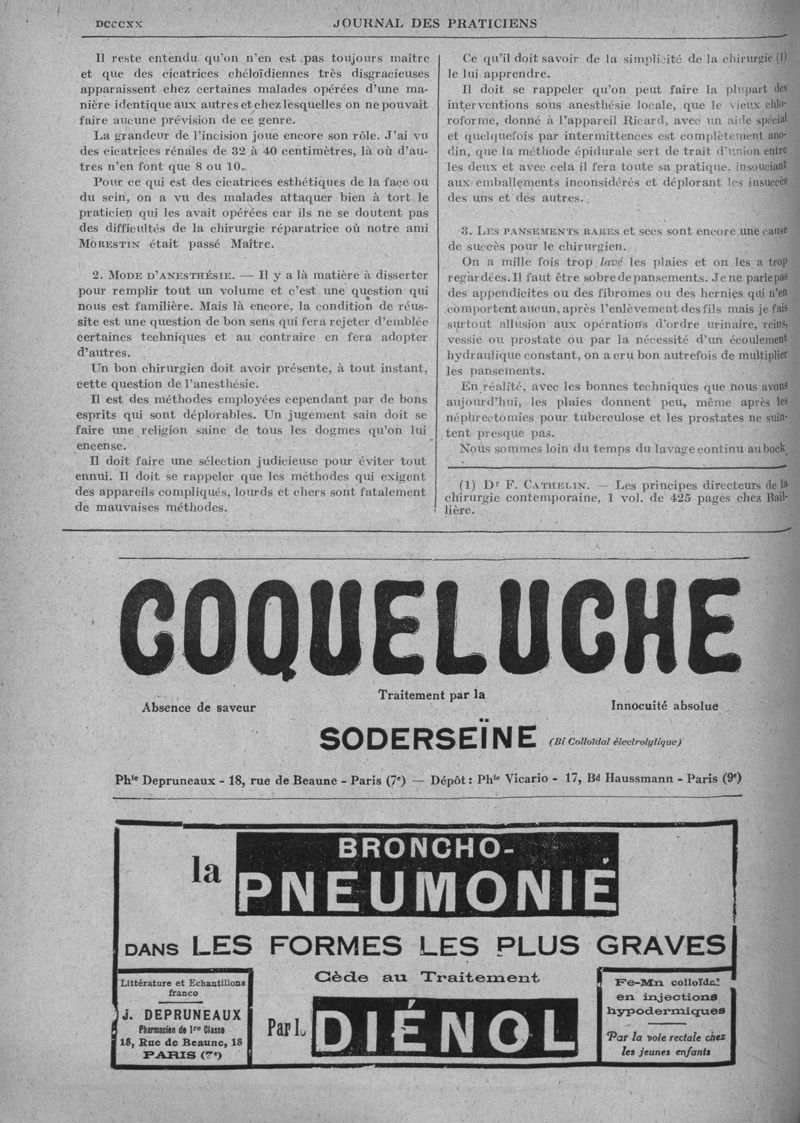 DCCCXX
JOURNAL DES PRATICIENS
Il reste entendu qu'on n'en est pas toujours maître
et que des cicatrices chéloïdiennes très disgracieuses
apparaissent chez certaines malades opérées d'une ma-
nière identique aux autres et chez lesquelles on ne pouvait
faire aucune prévision de ce genre.
La grandeur de l'incision joue encore son rôle. J'ai vu
des cicatrices rénales de 32 à 40 centimètres, là où d'au-
tres n'en font que 8 ou 10.
Pour ce qui est des cicatrices esthétiques de la face ou
du sein, on a vu des malades attaquer bien à tort le
praticien qui les avait opérées car ils ne se doutent pas
des difficultés de la chirurgie réparatrice où notre ami
MORESTIN était passé Maître.
2. MODE D'ANESTHÉSIE. — Il y a là matière à disserter
pour remplir tout un volume et c'est une question qui
nous est familière. Mais là encore, la condition de réus-
site est une question de bon sens qui fera rejeter d'emblée
certaines techniques et au contraire en fera adopter
d'autres.
Un bon chirurgien doit avoir présente, à tout instant,
cette question de l'anesthésie.
Il est des méthodes employées cependant par de bons
esprits qui sont déplorables. Un jugement sain doit se
faire une religion saine de tous les dogmes qu'on lui
encense.
Il doit faire une sélection judicieuse pour éviter tout
ennui. Il doit se rappeler que les méthodes qui exigent
des appareils compliqués, lourds et chers sont fatalement
de mauvaises méthodes.
Ce qu'il doit savoir de la simplicité de la chirurgie (1)
le lui apprendre.
Il doit se rappeler qu'on peut faire la plupart des
interventions sous anesthésie locale, que le vieux chlo-
roforme, donné à l'appareil Ricard, avec un aide spécial
et quelquefois par intermittences est complètement ano-
din, que la méthode épidurale sert de trait d'union entre
les deux et avec cela il fera toute sa pratique, insouciant
aux emballements inconsidérés et déplorant les insuccès
des uns et des autres.
3. LES PANSEMENTS RARES et secs sont encore une cause
de succès pour le chirurgien.
On a mille fois trop lavé les plaies et on les a trop
regardées. Il faut être sobre de pansements. Je ne parle pas
des appendicites ou des fibromes ou des hernies qui n'en
comportent aucun, après l'enlèvement des fils mais je fais
surtout allusion aux opérations d'ordre urinaire, reins,
vessie ou prostate ou par la nécessité d'un écoulement
hydraulique constant, on a cru bon autrefois de multiplier
les pansements.
En réalité, avec les bonnes techniques que nous avons
aujourd'hui, les plaies donnent peu, même après les
néphrectomies pour tuberculose et les prostates ne suin-
tent presque pas.
Nous sommes loin du temps du lavage continu au bock
(1) Dr F. CATHELIN. — Les principes directeurs de la
chirurgie contemporaine, 1 vol. de 425 pages chez Bail-
lière.
COQUELUCHE
Traitement par la
Absence de saveur
Innocuité absolue
SODERSEÏNE (Bi Colloïdal électrolytique)
Phie Depruneaux - 18, rue de Beaune - Paris (7e) — Dépôt : Phie Vicario - 17, Bd Haussmann - Paris (9e)
la BRONCHO-
PNEUMONIE
DANS LES FORMES LES PLUS GRAVES
Cède au Traitement
Par L DIÉNOL
Littérature et Echantillons
franco
J. DEPRUNEAUX
Pharmacien de 1re Classe
18, Rue de Beaune, 18
PARIS (7e)
Fe-Mn colloïdal
en injections
hypodermiques
Par la voie rectale chez
les jeunes enfants